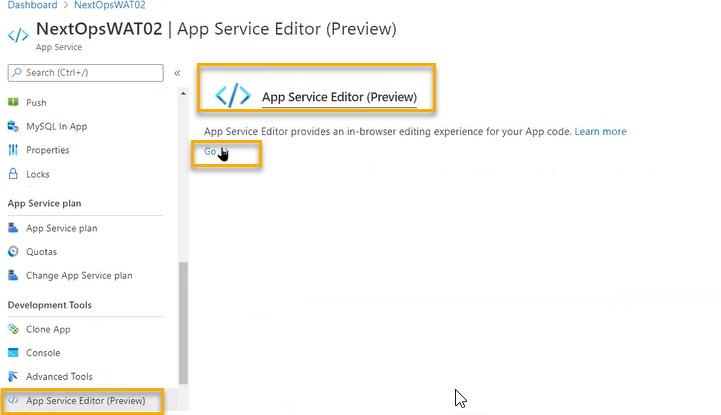 Dashboard > NextOpsWAT02
NextOpsWAT02 | App Service Editor (Preview)
App Service
Search (Ctrl+/)
«
Push
MySQL In App
Properties
Locks
App Service plan
App Service plan
Quotas
Change App Service plan
Development Tools
Clone App
Console
Advanced Tools
App Service Editor (Preview)
App Service Editor (Preview)
App Service Editor provides an in-browser editing experience for your App code. Learn more
Go